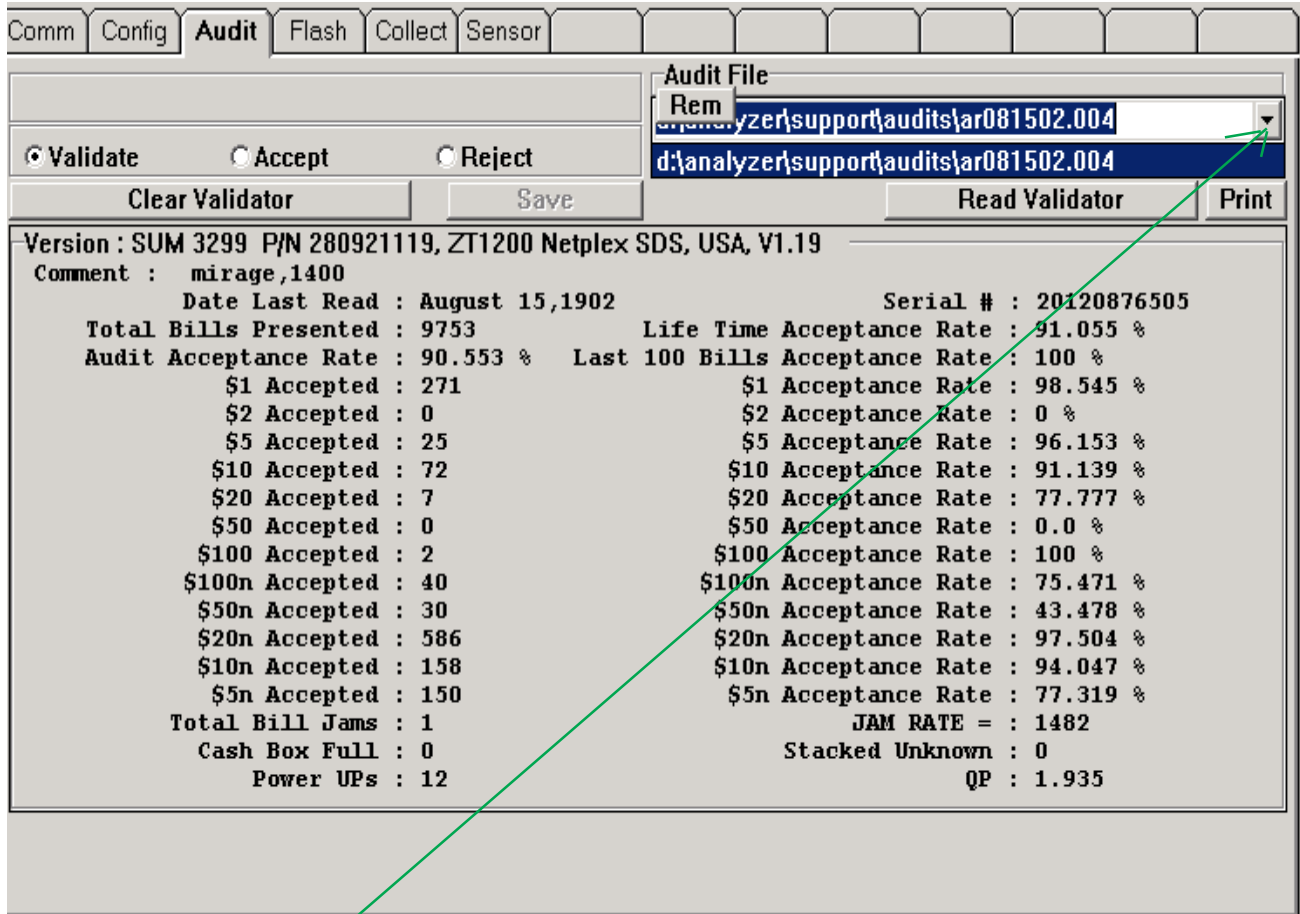 Comm Config Audit Flash Collect Sensor
Audit File
Rem
yzer\support\audits\ar081502.004
Validate Accept Reject
d:\analyzer\support\audits\ar081502.004
Clear Validator Save Read Validator Print
Version : SUM 3299 P/N 280921119, ZT1200 Netplex SDS, USA, V1.19
Comment : mirage,1400
Date Last Read : August 15,1902 Serial # : 20120876505
Total Bills Presented : 9753 Life Time Acceptance Rate : 91.055 %
Audit Acceptance Rate : 90.553 % Last 100 Bills Acceptance Rate : 100 %
$1 Accepted : 271 $1 Acceptance Rate : 98.545 %
$2 Accepted : 0 $2 Acceptance Rate : 0 %
$5 Accepted : 25 $5 Acceptance Rate : 96.153 %
$10 Accepted : 72 $10 Acceptance Rate : 91.139 %
$20 Accepted : 7 $20 Acceptance Rate : 77.777 %
$50 Accepted : 0 $50 Acceptance Rate : 0.0 %
$100 Accepted : 2 $100 Acceptance Rate : 100 %
$100n Accepted : 40 $100n Acceptance Rate : 75.471 %
$50n Accepted : 30 $50n Acceptance Rate : 43.478 %
$20n Accepted : 586 $20n Acceptance Rate : 97.504 %
$10n Accepted : 158 $10n Acceptance Rate : 94.047 %
$5n Accepted : 150 $5n Acceptance Rate : 77.319 %
Total Bill Jams : 1 JAM RATE = : 1482
Cash Box Full : 0 Stacked Unknown : 0
Power UPs : 12 QP : 1.935